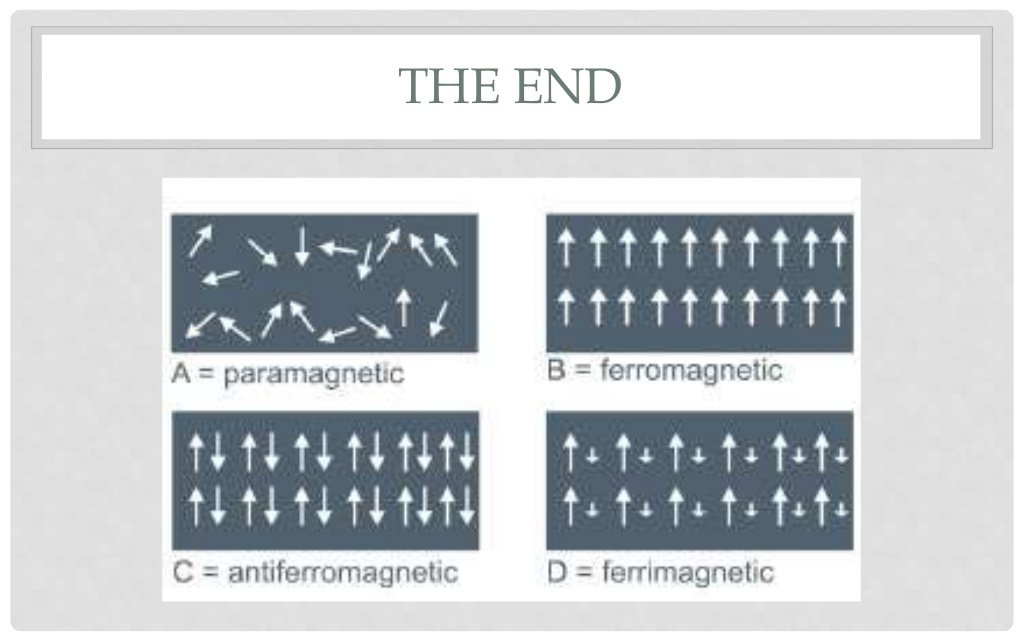 THE END
A = paramagnetic
B = ferromagnetic
C = antiferromagnetic
D = ferrimagnetic